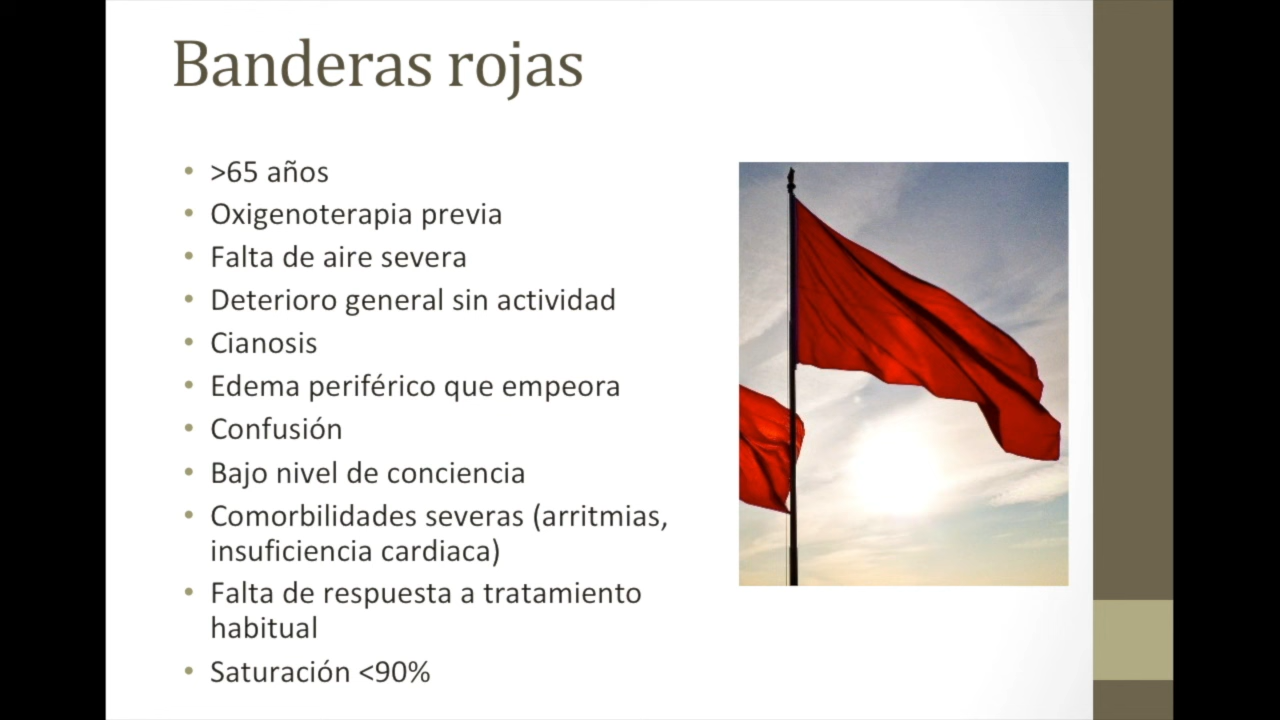 Banderas rojas
• >65 años
• Oxigenoterapia previa
• Falta de aire severa
• Deterioro general sin actividad
• Cianosis
• Edema periférico que empeora
• Confusión
• Bajo nivel de conciencia
• Comorbilidades severas (arritmias,
insuficiencia cardiaca)
• Falta de respuesta a tratamiento
habitual
• Saturación <90%